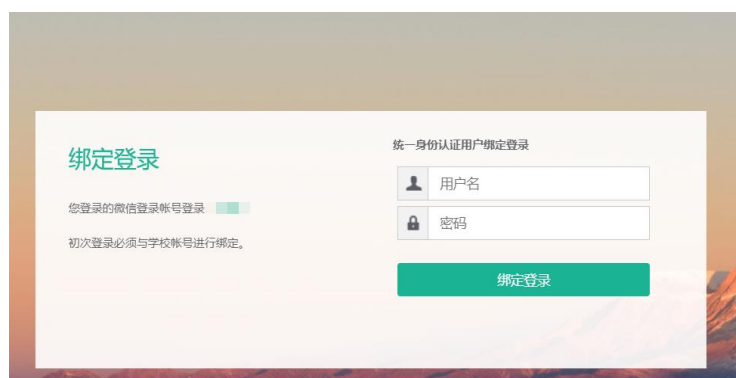 绑定登录
您登录的微信登录帐号登录
初次登录必须与学校帐号进行绑定。
统一身份认证用户绑定登录
用户名
密码
绑定登录